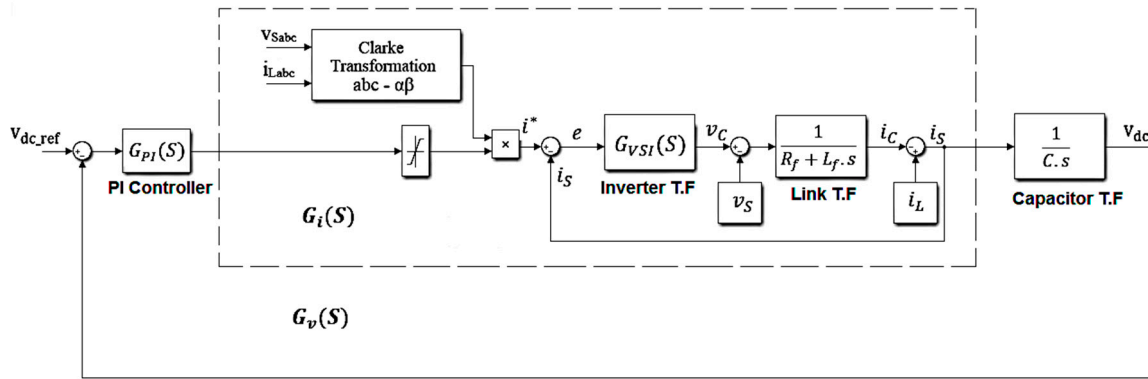 v_Sabc
i_Labc
Clarke
Transformation
abc - αβ
v_dc_ref
+
-
G_PI(S)
PI Controller
×
i*
+
-
e
i_S
G_VSI(S)
Inverter T.F
v_C
+
-
v_S
1
R_f + L_f.s
Link T.F
i_C
+
+
i_S
i_L
1
C.s
Capacitor T.F
v_dc
G_i(S)
G_v(S)